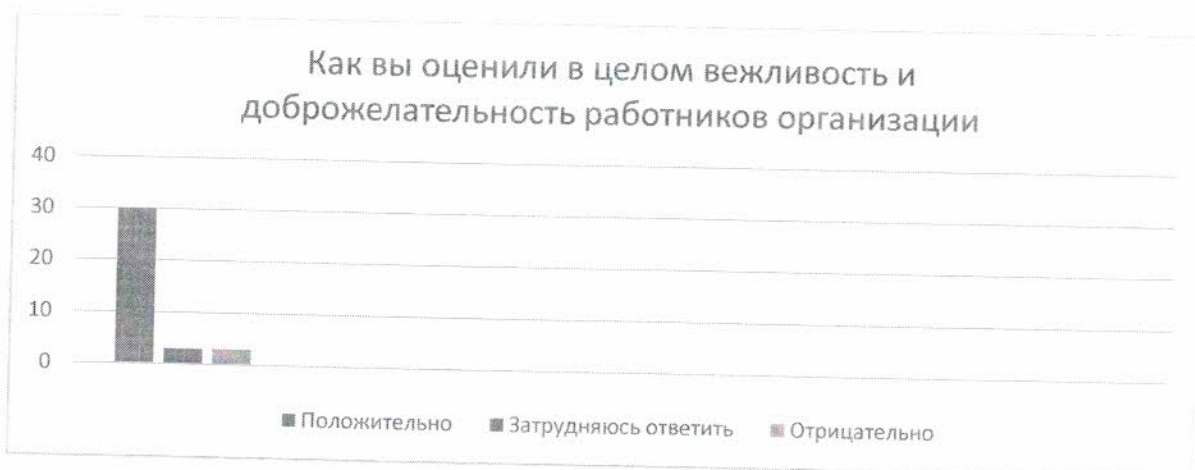 Как вы оценили в целом вежливость и
доброжелательность работников организации
40
30
20
10
0
Положительно Затрудняюсь ответить Отрицательно